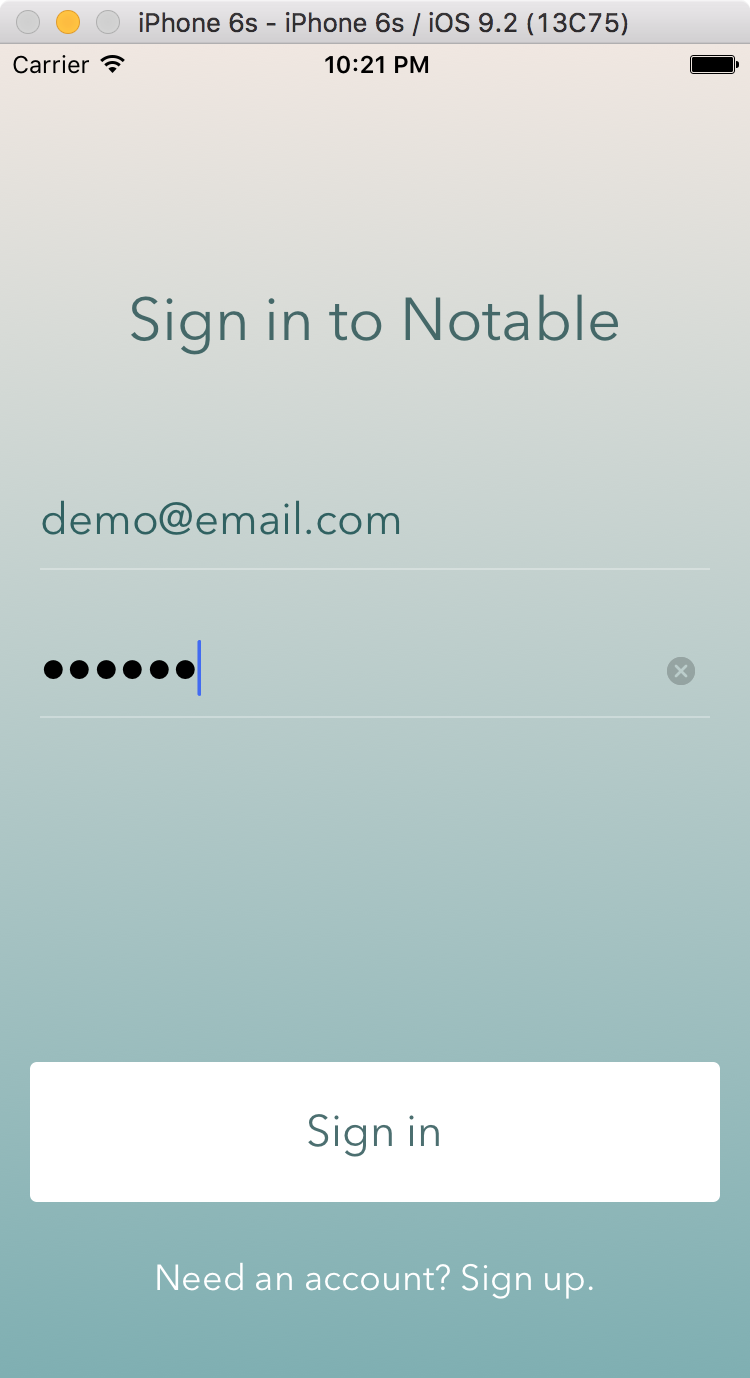 iPhone 6s - iPhone 6s / iOS 9.2 (13C75)
Carrier 10:21 PM
Sign in to Notable
demo@email.com
••••••
Sign in
Need an account? Sign up.